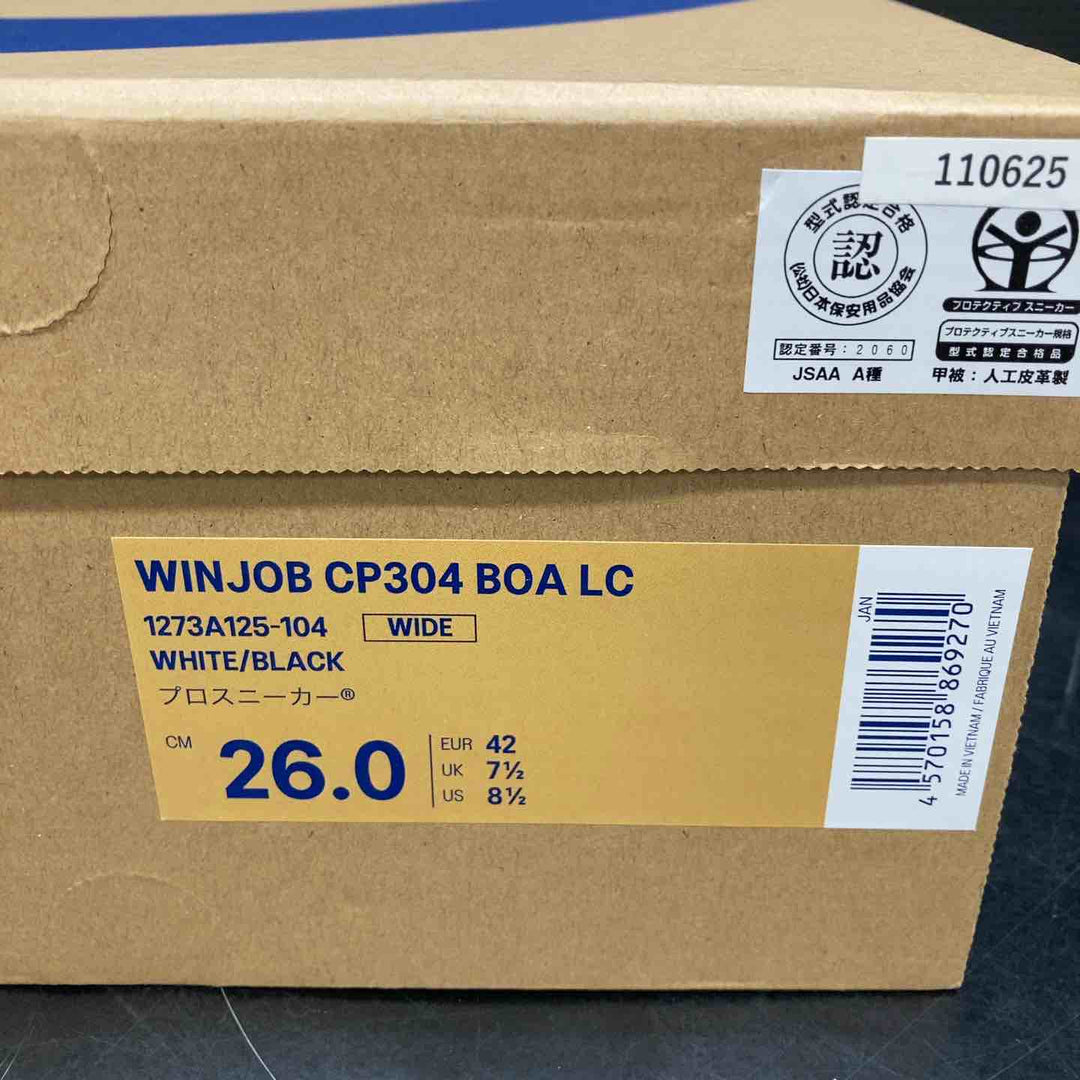 110625
型式認定合格
認
(公社)日本保安用品協会
認定番号:2060
JSAA A種
プロテクティブ スニーカー
プロテクティブスニーカー規格
型式認定合格品
甲被:人工皮革製
WINJOB CP304 BOA LC
1273A125-104 WIDE
WHITE/BLACK
プロスニーカー®
CM 26.0
EUR 42
UK 7½
US 8½
JAN
4 570158 869270
MADE IN VIETNAM / FABRIQUE AU VIETNAM